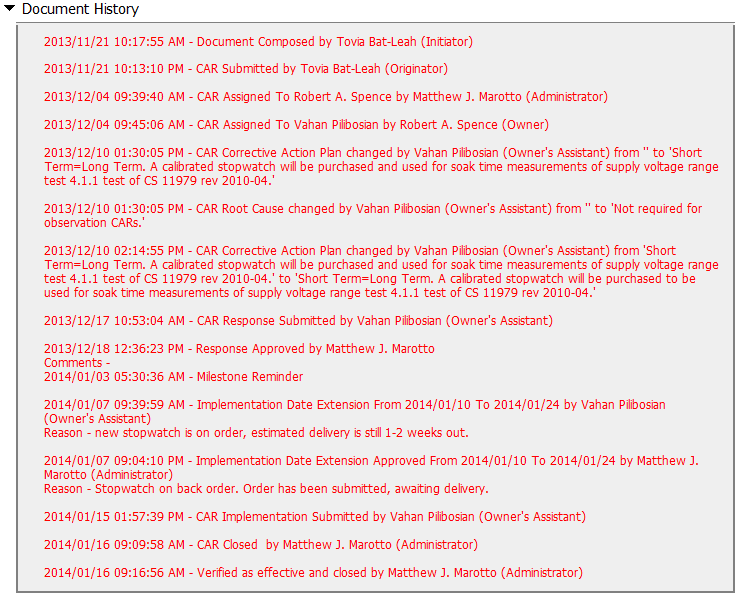 Document History
2013/11/21 10:17:55 AM - Document Composed by Tovia Bat-Leah (Initiator)
2013/11/21 10:13:10 PM - CAR Submitted by Tovia Bat-Leah (Originator)
2013/12/04 09:39:40 AM - CAR Assigned To Robert A. Spence by Matthew J. Marotto (Administrator)
2013/12/04 09:45:06 AM - CAR Assigned To Vahan Pilibosian by Robert A. Spence (Owner)
2013/12/10 01:30:05 PM - CAR Corrective Action Plan changed by Vahan Pilibosian (Owner's Assistant) from '' to 'Short
Term=Long Term. A calibrated stopwatch will be purchased and used for soak time measurements of supply voltage range
test 4.1.1 test of CS 11979 rev 2010-04.'
2013/12/10 01:30:05 PM - CAR Root Cause changed by Vahan Pilibosian (Owner's Assistant) from '' to 'Not required for
observation CARs.'
2013/12/10 02:14:55 PM - CAR Corrective Action Plan changed by Vahan Pilibosian (Owner's Assistant) from 'Short
Term=Long Term. A calibrated stopwatch will be purchased and used for soak time measurements of supply voltage range
test 4.1.1 test of CS 11979 rev 2010-04.' to 'Short Term=Long Term. A calibrated stopwatch will be purchased to be
used for soak time measurements of supply voltage range test 4.1.1 test of CS 11979 rev 2010-04.'
2013/12/17 10:53:04 AM - CAR Response Submitted by Vahan Pilibosian (Owner's Assistant)
2013/12/18 12:36:23 PM - Response Approved by Matthew J. Marotto
Comments -
2014/01/03 05:30:36 AM - Milestone Reminder
2014/01/07 09:39:59 AM - Implementation Date Extension From 2014/01/10 To 2014/01/24 by Vahan Pilibosian
(Owner's Assistant)
Reason - new stopwatch is on order, estimated delivery is still 1-2 weeks out.
2014/01/07 09:04:10 PM - Implementation Date Extension Approved From 2014/01/10 To 2014/01/24 by Matthew J.
Marotto (Administrator)
Reason - Stopwatch on back order. Order has been submitted, awaiting delivery.
2014/01/15 01:57:39 PM - CAR Implementation Submitted by Vahan Pilibosian (Owner's Assistant)
2014/01/16 09:09:58 AM - CAR Closed  by Matthew J. Marotto (Administrator)
2014/01/16 09:16:56 AM - Verified as effective and closed by Matthew J. Marotto (Administrator)